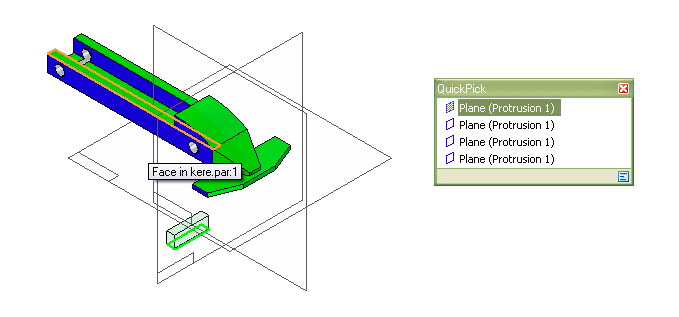 QuickPick
Plane (Protrusion 1)
Plane (Protrusion 1)
Plane (Protrusion 1)
Plane (Protrusion 1)
Face in kere.par:1